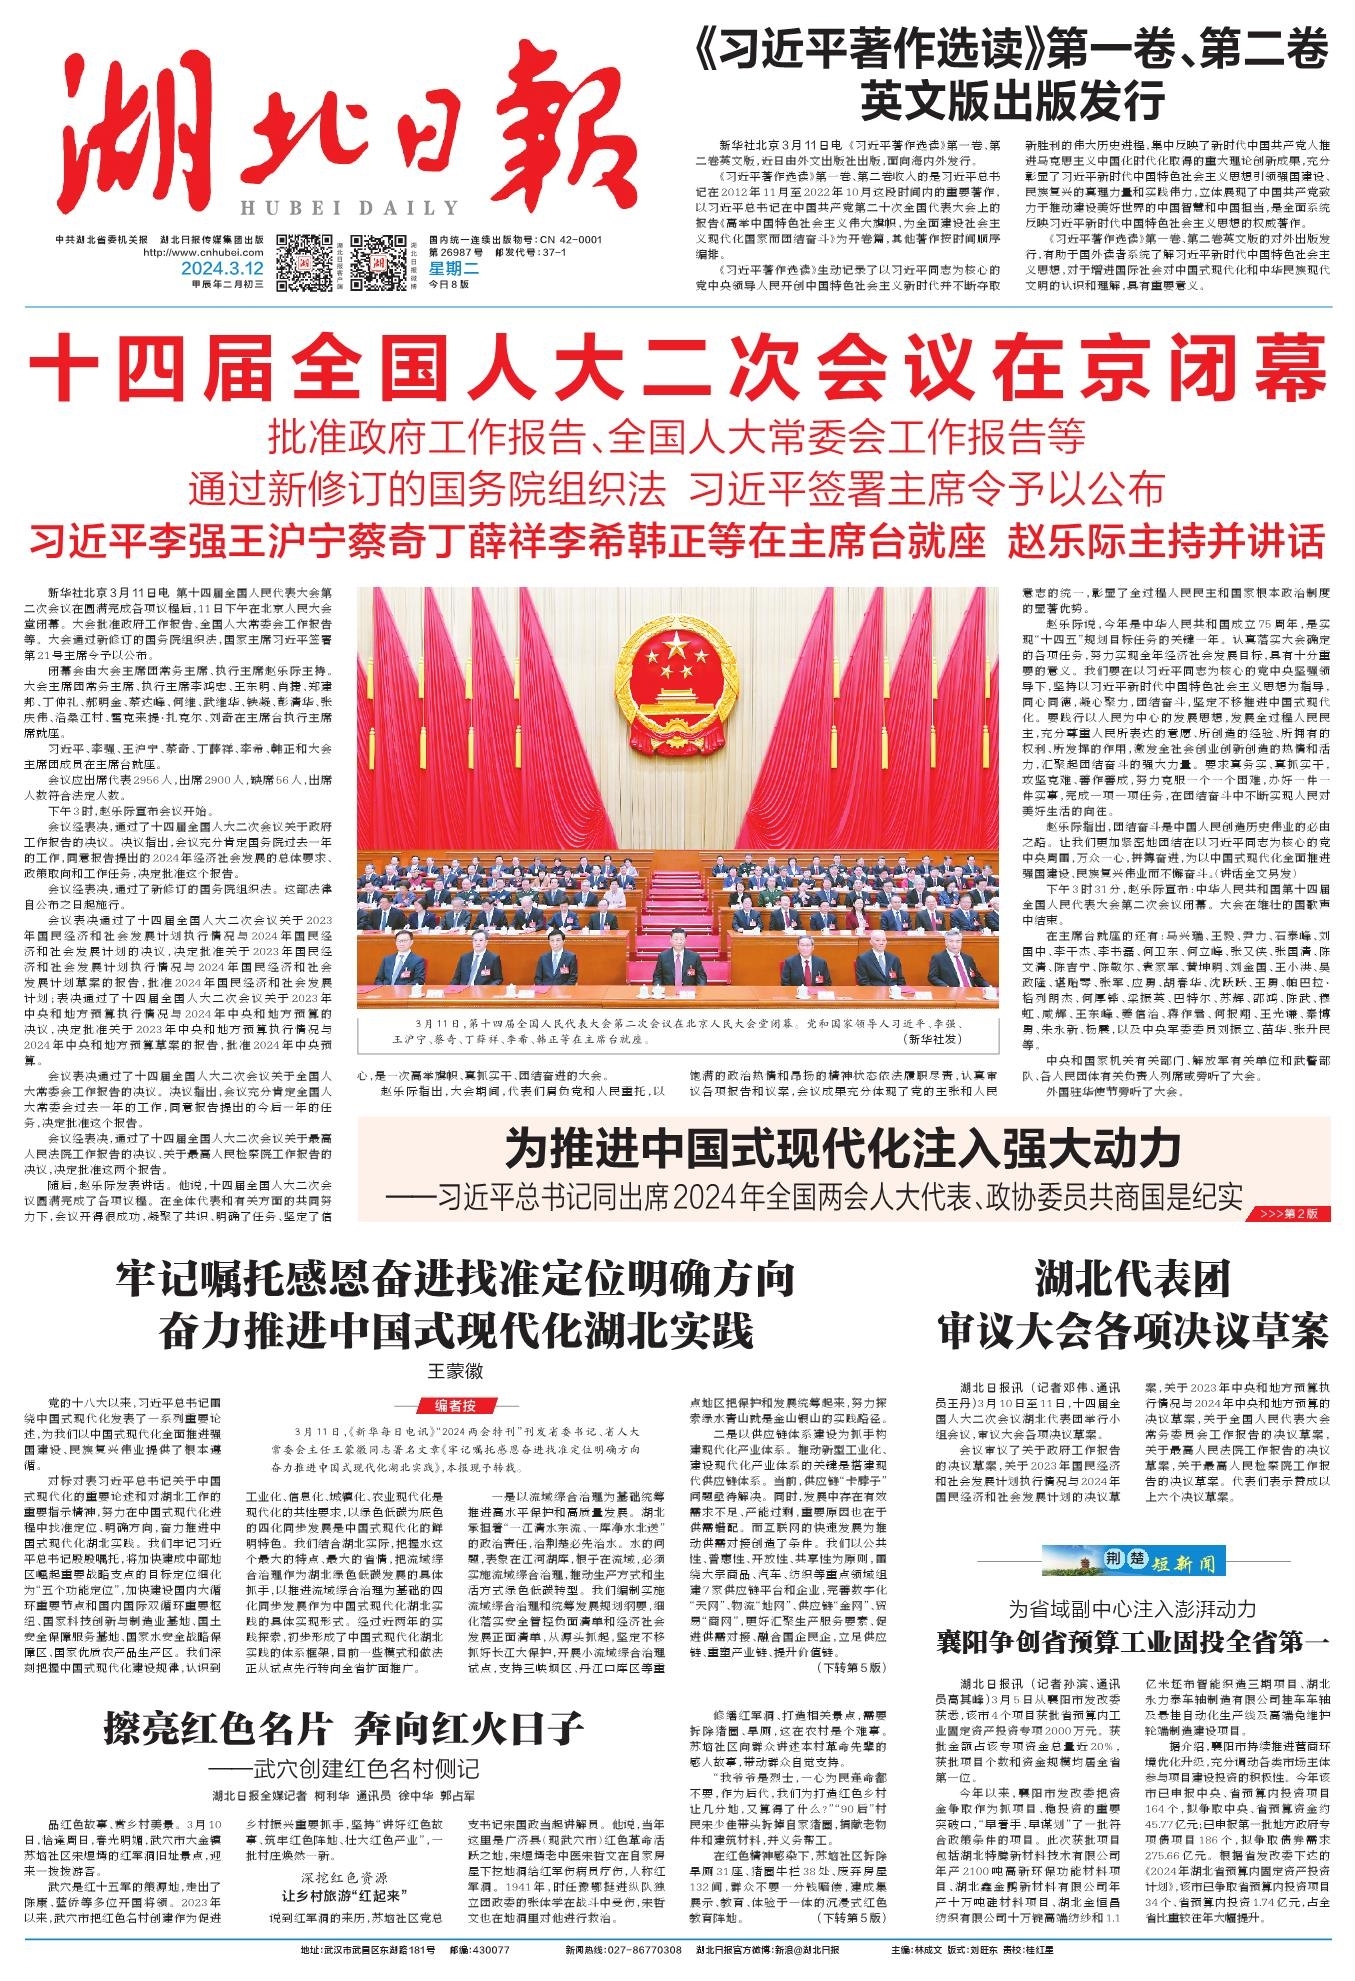 湖北日報
HUBEI DAILY
中共湖北省委机关报 湖北日报传媒集团出版
http://www.cnhubei.com
2024.3.12
甲辰年二月初三
湖北日报客户端
湖北日报微博
国内统一连续出版物号:CN 42-0001
第26987号 邮发代号:37-1
星期二
今日8版
《习近平著作选读》第一卷、第二卷
英文版出版发行
新华社北京3月11日电 《习近平著作选读》第一卷、第
二卷英文版,近日由外文出版社出版,面向海内外发行。
《习近平著作选读》第一卷、第二卷收入的是习近平总书
记在2012年11月至2022年10月这段时间内的重要著作,
以习近平总书记在中国共产党第二十次全国代表大会上的
报告《高举中国特色社会主义伟大旗帜,为全面建设社会主
义现代化国家而团结奋斗》为开卷篇,其他著作按时间顺序
编排。
《习近平著作选读》生动记录了以习近平同志为核心的
党中央领导人民开创中国特色社会主义新时代并不断夺取
新胜利的伟大历史进程,集中反映了新时代中国共产党人推
进马克思主义中国化时代化取得的重大理论创新成果,充分
彰显了习近平新时代中国特色社会主义思想引领强国建设、
民族复兴的真理力量和实践伟力,立体展现了中国共产党致
力于推动建设美好世界的中国智慧和中国担当,是全面系统
反映习近平新时代中国特色社会主义思想的权威著作。
《习近平著作选读》第一卷、第二卷英文版的对外出版发
行,有助于国外读者系统了解习近平新时代中国特色社会主
义思想,对于增进国际社会对中国式现代化和中华民族现代
文明的认识和理解,具有重要意义。
十四届全国人大二次会议在京闭幕
批准政府工作报告、全国人大常委会工作报告等
通过新修订的国务院组织法 习近平签署主席令予以公布
习近平李强王沪宁蔡奇丁薛祥李希韩正等在主席台就座 赵乐际主持并讲话
新华社北京3月11日电 第十四届全国人民代表大会第
二次会议在圆满完成各项议程后,11日下午在北京人民大会
堂闭幕。大会批准政府工作报告、全国人大常委会工作报告
等。大会通过新修订的国务院组织法,国家主席习近平签署
第21号主席令予以公布。
闭幕会由大会主席团常务主席、执行主席赵乐际主持。
大会主席团常务主席、执行主席李鸿忠、王东明、肖捷、郑建
邦、丁仲礼、郝明金、蔡达峰、何维、武维华、铁凝、彭清华、张
庆伟、洛桑江村、雪克来提·扎克尔、刘奇在主席台执行主席
席就座。
习近平、李强、王沪宁、蔡奇、丁薛祥、李希、韩正和大会
主席团成员在主席台就座。
会议应出席代表2956人,出席2900人,缺席56人,出席
人数符合法定人数。
下午3时,赵乐际宣布会议开始。
会议经表决,通过了十四届全国人大二次会议关于政府
工作报告的决议。决议指出,会议充分肯定国务院过去一年
的工作,同意报告提出的2024年经济社会发展的总体要求、
政策取向和工作任务,决定批准这个报告。
会议经表决,通过了新修订的国务院组织法。这部法律
自公布之日起施行。
会议表决通过了十四届全国人大二次会议关于2023
年国民经济和社会发展计划执行情况与2024年国民经
济和社会发展计划的决议,决定批准关于2023年国民经
济和社会发展计划执行情况与2024年国民经济和社会
发展计划草案的报告,批准2024年国民经济和社会发展
计划;表决通过了十四届全国人大二次会议关于2023年
中央和地方预算执行情况与2024年中央和地方预算的
决议,决定批准关于2023年中央和地方预算执行情况与
2024年中央和地方预算草案的报告,批准2024年中央预
算。
会议表决通过了十四届全国人大二次会议关于全国人
大常委会工作报告的决议。决议指出,会议充分肯定全国人
大常委会过去一年的工作,同意报告提出的今后一年的任
务,决定批准这个报告。
会议经表决,通过了十四届全国人大二次会议关于最高
人民法院工作报告的决议、关于最高人民检察院工作报告的
决议,决定批准这两个报告。
随后,赵乐际发表讲话。他说,十四届全国人大二次会
议圆满完成了各项议程。在全体代表和有关方面的共同努
力下,会议开得很成功,凝聚了共识、明确了任务、坚定了信
3月11日,第十四届全国人民代表大会第二次会议在北京人民大会堂闭幕。党和国家领导人习近平、李强、
王沪宁、蔡奇、丁薛祥、李希、韩正等在主席台就座。 (新华社发)
心,是一次高举旗帜、真抓实干、团结奋进的大会。
赵乐际指出,大会期间,代表们肩负党和人民重托,以
饱满的政治热情和昂扬的精神状态依法履职尽责,认真审
议各项报告和议案,会议成果充分体现了党的主张和人民
意志的统一,彰显了全过程人民民主和国家根本政治制度
的显著优势。
赵乐际说,今年是中华人民共和国成立75周年,是实
现“十四五”规划目标任务的关键一年。认真落实大会确定
的各项任务,努力实现全年经济社会发展目标,具有十分重
要的意义。我们要在以习近平同志为核心的党中央坚强领
导下,坚持以习近平新时代中国特色社会主义思想为指导,
同心同德,凝心聚力,团结奋斗,坚定不移推进中国式现代
化。要践行以人民为中心的发展思想,发展全过程人民民
主,充分尊重人民所表达的意愿、所创造的经验、所拥有的
权利、所发挥的作用,激发全社会创业创新创造的热情和活
力,汇聚起团结奋斗的强大力量。要求真务实、真抓实干,
攻坚克难、善作善成,努力克服一个一个困难,办好一件一
件实事,完成一项一项任务,在团结奋斗中不断实现人民对
美好生活的向往。
赵乐际指出,团结奋斗是中国人民创造历史伟业的必由
之路。让我们更加紧密地团结在以习近平同志为核心的党
中央周围,万众一心,拼搏奋进,为以中国式现代化全面推进
强国建设、民族复兴伟业而不懈奋斗。(讲话全文另发)
下午3时31分,赵乐际宣布:中华人民共和国第十四届
全国人民代表大会第二次会议闭幕。大会在雄壮的国歌声
中结束。
在主席台就座的还有:马兴瑞、王毅、尹力、石泰峰、刘
国中、李干杰、李书磊、何卫东、何立峰、张又侠、张国清、陈
文清、陈吉宁、陈敏尔、袁家军、黄坤明、刘金国、王小洪、吴
政隆、谌贻琴、张军、应勇、胡春华、沈跃跃、王勇、帕巴拉·
格列朗杰、何厚铧、梁振英、巴特尔、苏辉、邵鸿、陈武、穆
虹、咸辉、王东峰、姜信治、蒋作君、何报翔、王光谦、秦博
勇、朱永新、杨震,以及中央军委委员刘振立、苗华、张升民
等。
中央和国家机关有关部门、解放军有关单位和武警部
队、各人民团体有关负责人列席或旁听了大会。
外国驻华使节旁听了大会。
为推进中国式现代化注入强大动力
——习近平总书记同出席2024年全国两会人大代表、政协委员共商国是纪实
>>>第2版
牢记嘱托感恩奋进找准定位明确方向
奋力推进中国式现代化湖北实践
王蒙徽
党的十八大以来,习近平总书记围
绕中国式现代化发表了一系列重要论
述,为我们以中国式现代化全面推进强
国建设、民族复兴伟业提供了根本遵
循。
对标对表习近平总书记关于中国
式现代化的重要论述和对湖北工作的
重要指示精神,努力在中国式现代化进
程中找准定位、明确方向,奋力推进中
国式现代化湖北实践。我们牢记习近
平总书记殷殷嘱托,将加快建成中部地
区崛起重要战略支点的目标定位细化
为“五个功能定位”,加快建设国内大循
环重要节点和国内国际双循环重要枢
纽、国家科技创新与制造业基地、国土
安全保障服务基地、国家水安全战略保
障区、国家优质农产品生产区。我们深
刻把握中国式现代化建设规律,认识到
编者按
3月11日,《新华每日电讯》“2024两会特刊”刊发省委书记、省人大
常委会主任王蒙徽同志署名文章《牢记嘱托感恩奋进找准定位明确方向
奋力推进中国式现代化湖北实践》,本报现予转载。
工业化、信息化、城镇化、农业现代化是
现代化的共性要求,以绿色低碳为底色
的四化同步发展是中国式现代化的鲜
明特色。我们结合湖北实际,把握水这
个最大的特点、最大的省情,把流域综
合治理作为湖北绿色低碳发展的具体
抓手,以推进流域综合治理为基础的四
化同步发展作为中国式现代化湖北实
践的具体实现形式。经过近两年的实
践探索,初步形成了中国式现代化湖北
实践的体系框架,目前一些模式和做法
正从试点先行转向全省扩面推广。
一是以流域综合治理为基础统筹
推进高水平保护和高质量发展。湖北
承担着“一江清水东流、一库净水北送”
的政治责任,治荆楚必先治水。水的问
题,表象在江河湖库,根子在流域,必须
实施流域综合治理,推动生产方式和生
活方式绿色低碳转型。我们编制实施
流域综合治理和统筹发展规划纲要,细
化落实安全管控负面清单和经济社会
发展正面清单,从源头抓起,坚定不移
抓好长江大保护,开展小流域综合治理
试点,支持三峡坝区、丹江口库区等重
点地区把保护和发展统筹起来,努力探
索绿水青山就是金山银山的实践路径。
二是以供应链体系建设为抓手构
建现代化产业体系。推动新型工业化、
建设现代化产业体系的关键是搭建现
代供应链体系。当前,供应链“卡脖子”
问题亟待解决。同时,发展中存在有效
需求不足、产能过剩,重要原因也在于
供需错配。而互联网的快速发展为推
动供需对接创造了条件。我们以公共
性、普惠性、开放性、共享性为原则,围
绕大宗商品、汽车、纺织等重点领域组
建7家供应链平台和企业,完善数字化
“天网”、物流“地网”、供应链“金网”、贸
易“商网”,更好汇聚生产服务要素、促
进供需对接、融合国企民企,立足供应
链、重塑产业链、提升价值链。
(下转第5版)
湖北代表团
审议大会各项决议草案
湖北日报讯 (记者邓伟、通讯
员王丹)3月10日至11日,十四届全
国人大二次会议湖北代表团举行小
组会议,审议大会各项决议草案。
会议审议了关于政府工作报告
的决议草案,关于2023年国民经济
和社会发展计划执行情况与2024年
国民经济和社会发展计划的决议草
案,关于2023年中央和地方预算执
行情况与2024年中央和地方预算的
决议草案,关于全国人民代表大会
常务委员会工作报告的决议草案,
关于最高人民法院工作报告的决议
草案,关于最高人民检察院工作报
告的决议草案。代表们表示赞成以
上六个决议草案。
荆楚短新闻
为省域副中心注入澎湃动力
襄阳争创省预算工业固投全省第一
湖北日报讯 (记者孙滨、通讯
员高其峰)3月5日从襄阳市发改委
获悉,该市4个项目获批省预算内工
业固定资产投资专项2000万元。获
批金额占该专项资金总量近20%,
获批项目个数和资金规模均居全省
第一位。
今年以来,襄阳市发改委把资
金争取作为抓项目、稳投资的重要
突破口,“早着手、早谋划”了一批符
合政策条件的项目。此次获批项目
包括湖北特腾新材料技术有限公司
年产2100吨高新环保功能材料项
目、湖北鑫金鹏新材料有限公司年
产十万吨硅材料项目、湖北金恒昌
纺织有限公司十万锭高端纺纱和1.1
亿米坯布智能织造三期项目、湖北
永力泰车轴制造有限公司挂车车轴
及悬挂自动化生产线及高端免维护
轮端制造建设项目。
据介绍,襄阳市持续推进营商环
境优化升级,充分调动各类市场主体
参与项目建设投资的积极性。今年该
市已申报中央、省预算内投资项目
164个,拟争取中央、省预算资金约
45.77亿元;已申报第一批地方政府专
项债项目186个,拟争取债券需求
275.66亿元。根据省发改委下达的
《2024年湖北省预算内固定资产投资
计划》,该市已争取省预算内投资项目
34个,省预算内投资1.74亿元,占全
省比重较往年大幅提升。
擦亮红色名片 奔向红火日子
——武穴创建红色名村侧记
湖北日报全媒记者 柯利华 通讯员 徐中华 郭占军
品红色故事、赏乡村美景。3月10
日,恰逢周日,春光明媚,武穴市大金镇
苏垴社区朱煜塆的红军洞旧址景点,迎
来一拨拨游客。
武穴是红十五军的策源地,走出了
陈康、蓝侨等多位开国将领。2023年
以来,武穴市把红色名村创建作为促进
乡村振兴重要抓手,坚持“讲好红色故
事、筑牢红色阵地、壮大红色产业”,一
批村庄焕然一新。
深挖红色资源
让乡村旅游“红起来”
说到红军洞的来历,苏垴社区党总
支书记朱国政当起讲解员。他说,当年
这里是广济县(现武穴市)红色革命活
跃之地,朱煜塆老中医朱哲文在自家房
屋下挖地洞给红军伤病员疗伤,人称红
军洞。1941年,时任豫鄂挺进纵队独
立团政委的张体学在战斗中受伤,朱哲
文也在地洞里对他进行救治。
修缮红军洞、打造相关景点,需要
拆除猪圈、旱厕,这在农村是个难事。
苏垴社区向群众讲述本村革命先辈的
感人故事,带动群众自觉支持。
“我爷爷是烈士,一心为民连命都
不要,作为后代,我们为打造红色乡村
让几分地,又算得了什么?”“90后”村
民朱少佳带头拆掉自家猪圈,捐献老物
件和建筑材料,并义务帮工。
在红色精神感染下,苏垴社区拆除
旱厕31座、猪圈牛栏38处、废弃房屋
132间,群众不要一分钱赔偿,建成集
展示、教育、体验于一体的沉浸式红色
教育阵地。 (下转第5版)
地址:武汉市武昌区东湖路181号 邮编:430077 新闻热线:027-86770308 湖北日报官方微博:新浪@湖北日报 主编:林成文 版式:刘旺东 责校:桂红星